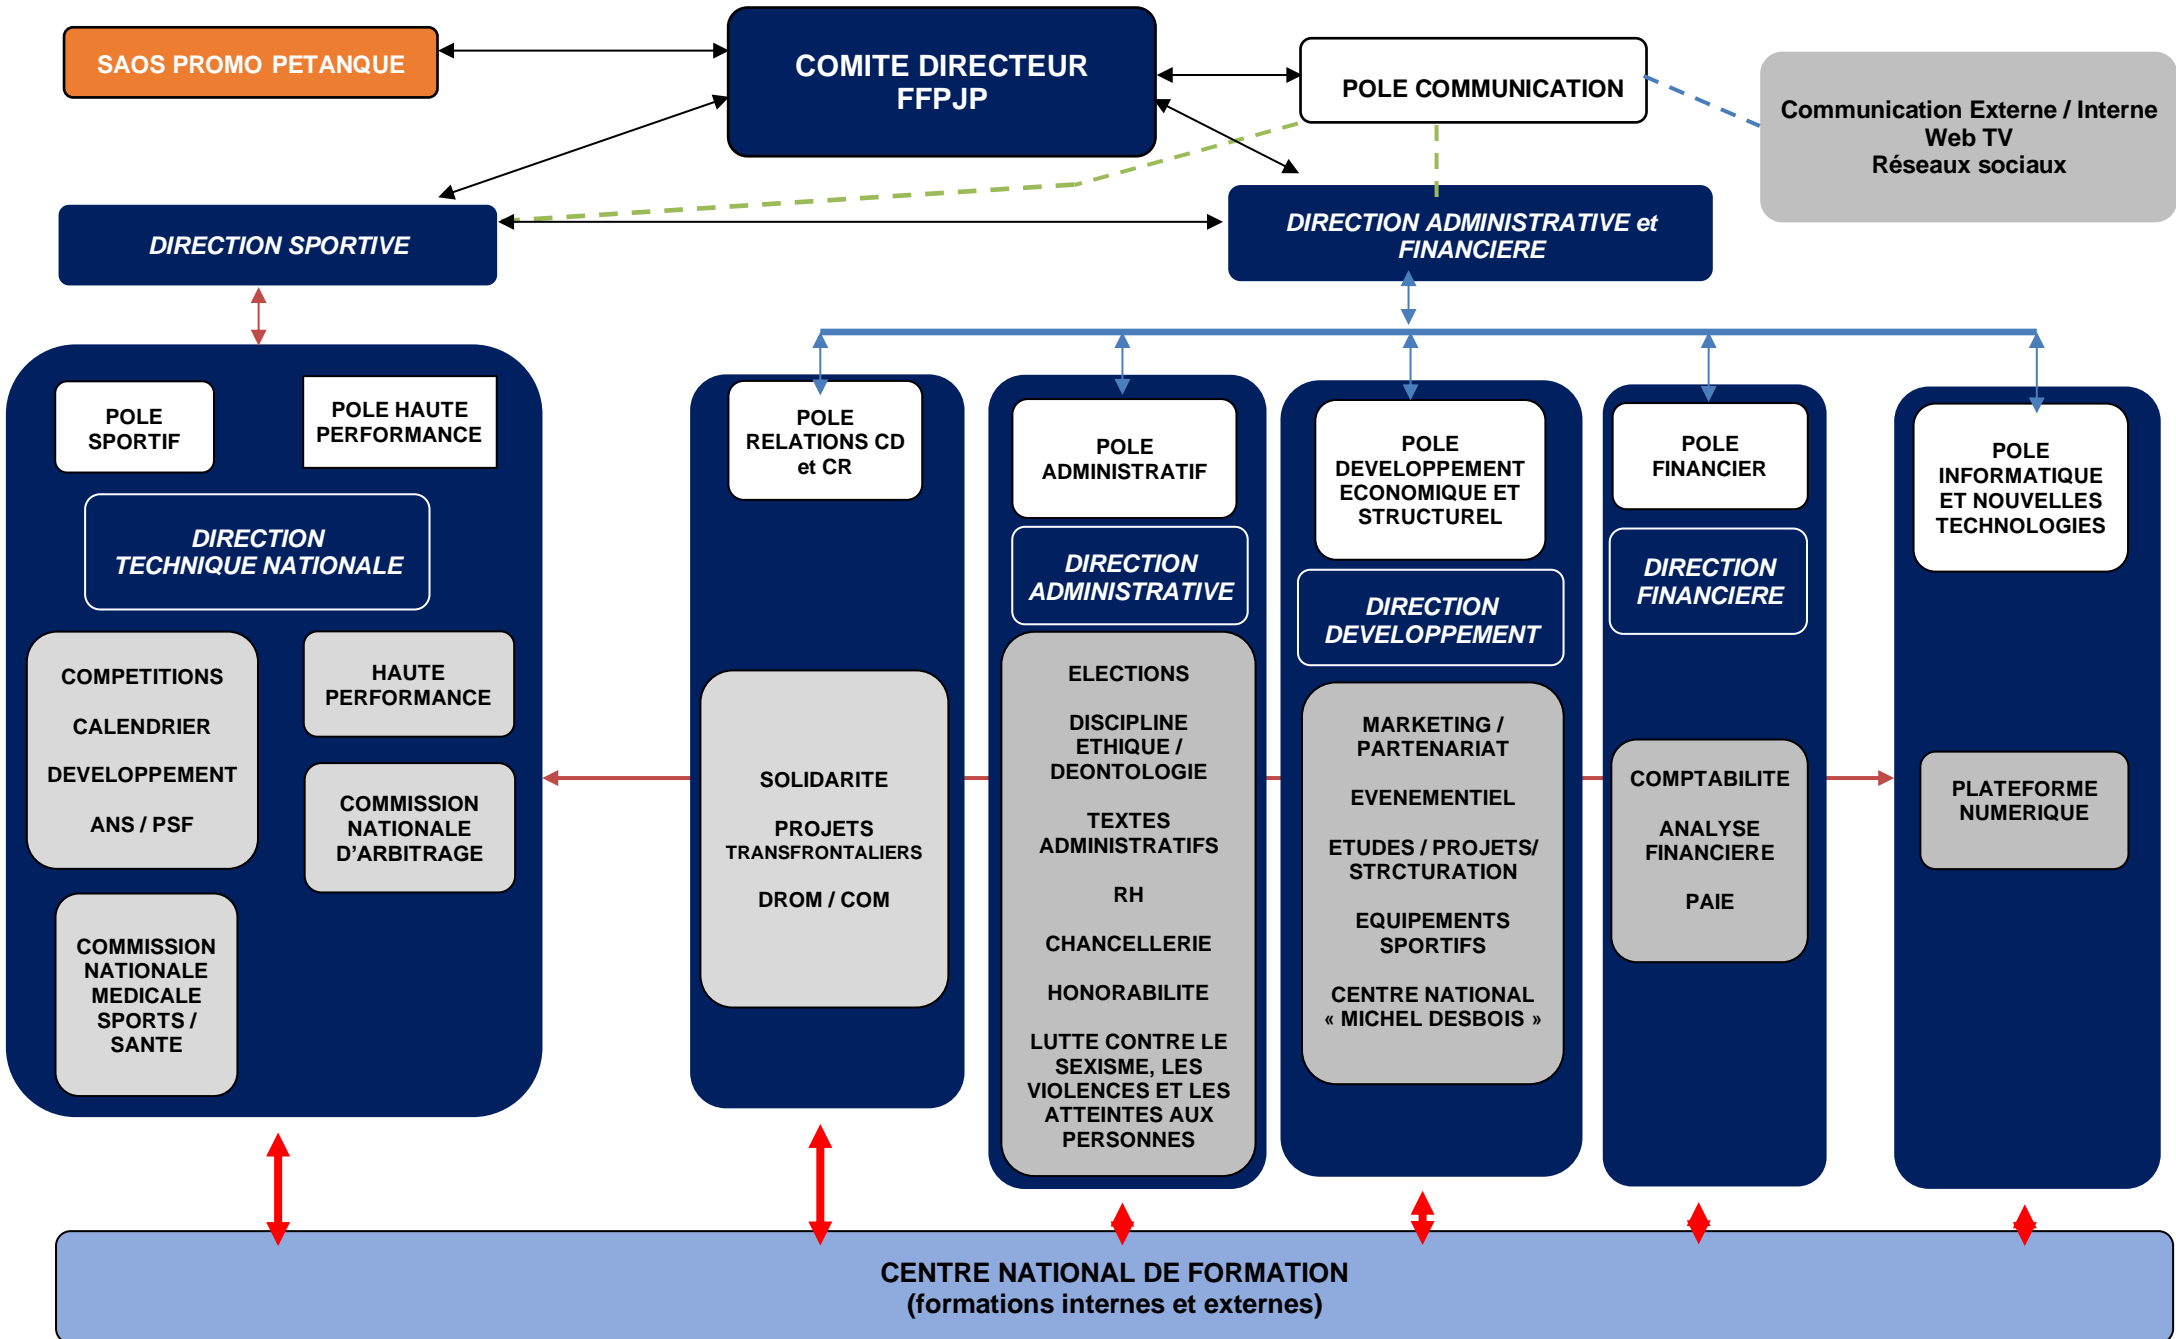 SAOS PROMO PETANQUE
COMITE DIRECTEUR
FFPJP
POLE COMMUNICATION
Communication Externe / Interne
Web TV
Réseaux sociaux
DIRECTION SPORTIVE
DIRECTION ADMINISTRATIVE et
FINANCIERE
POLE
SPORTIF
POLE HAUTE
PERFORMANCE
DIRECTION
TECHNIQUE NATIONALE
COMPETITIONS
CALENDRIER
DEVELOPPEMENT
ANS / PSF
HAUTE
PERFORMANCE
COMMISSION
NATIONALE
D’ARBITRAGE
COMMISSION
NATIONALE
MEDICALE
SPORTS /
SANTE
POLE
RELATIONS CD
et CR
SOLIDARITE
PROJETS
TRANSFRONTALIERS
DROM / COM
POLE
ADMINISTRATIF
DIRECTION
ADMINISTRATIVE
ELECTIONS
DISCIPLINE
ETHIQUE /
DEONTOLOGIE
TEXTES
ADMINISTRATIFS
RH
CHANCELLERIE
HONORABILITE
LUTTE CONTRE LE
SEXISME, LES
VIOLENCES ET LES
ATTEINTES AUX
PERSONNES
POLE
DEVELOPPEMENT
ECONOMIQUE ET
STRUCTUREL
DIRECTION
DEVELOPPEMENT
MARKETING /
PARTENARIAT
EVENEMENTIEL
ETUDES / PROJETS/
STRCTURATION
EQUIPEMENTS
SPORTIFS
CENTRE NATIONAL
« MICHEL DESBOIS »
POLE
FINANCIER
DIRECTION
FINANCIERE
COMPTABILITE
ANALYSE
FINANCIERE
PAIE
POLE
INFORMATIQUE
ET NOUVELLES
TECHNOLOGIES
PLATEFORME
NUMERIQUE
CENTRE NATIONAL DE FORMATION
(formations internes et externes)